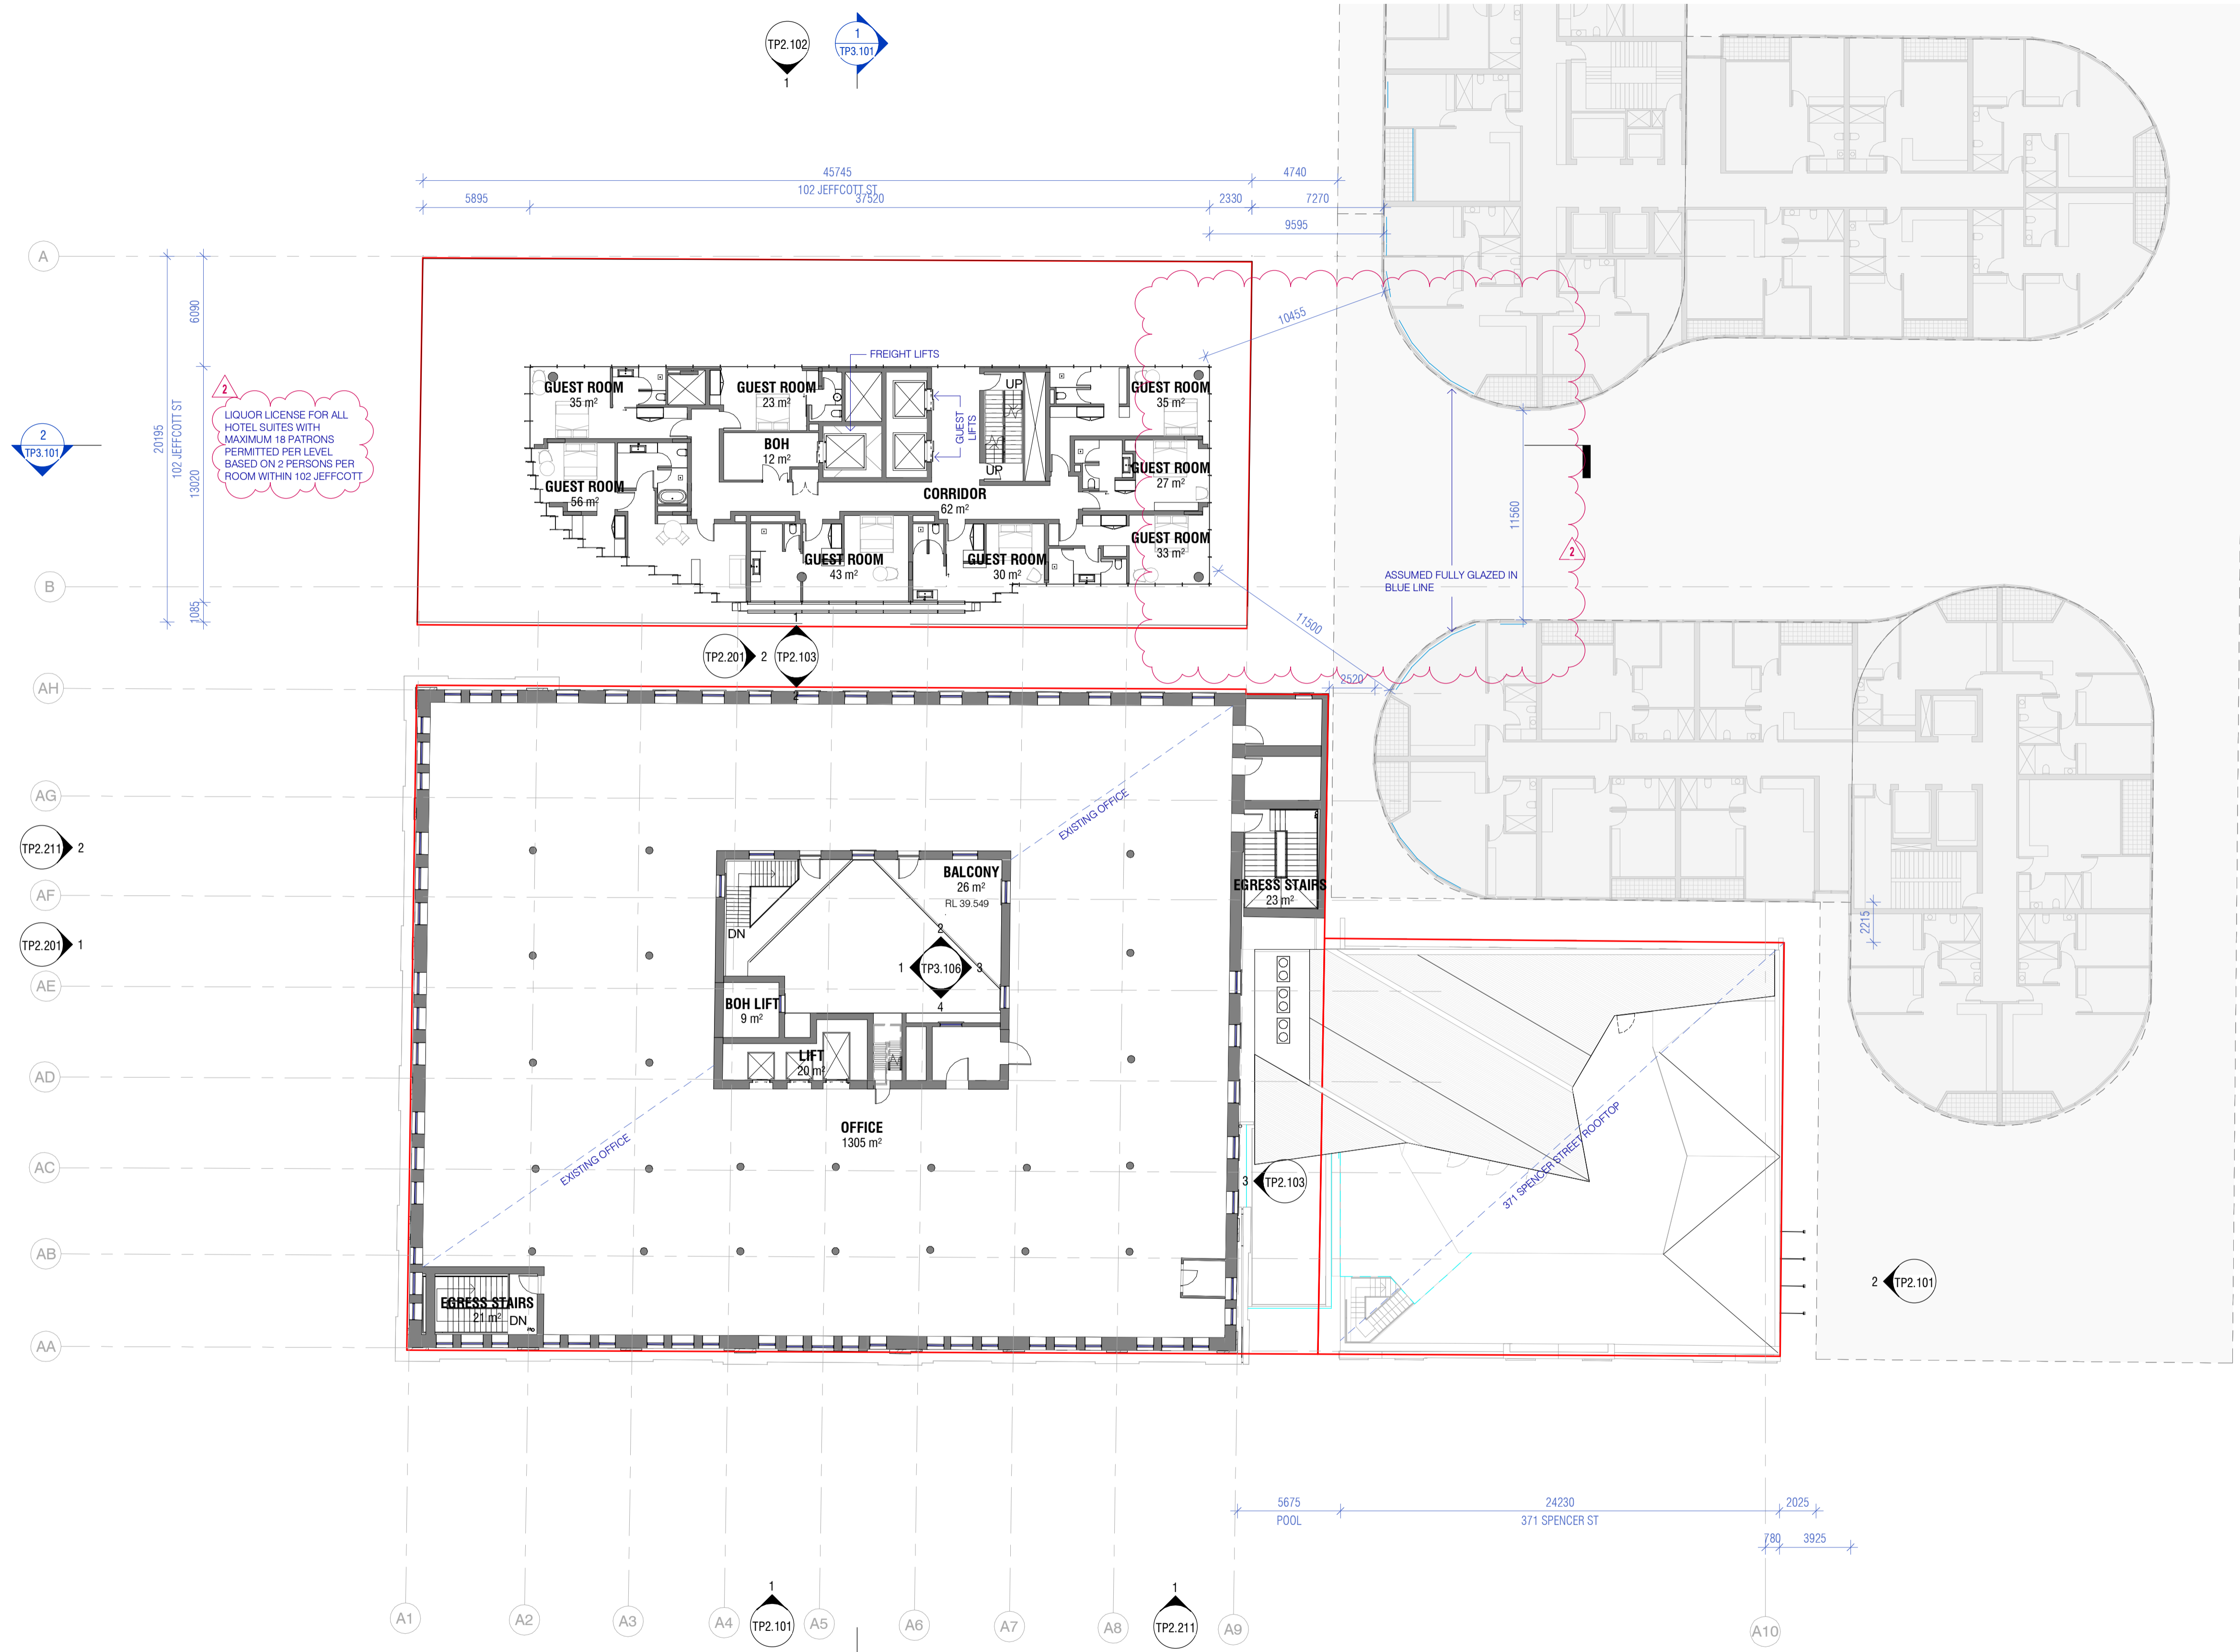 TP2.102
1
1
TP3.101
45745
102 JEFFCOTT ST
4740
5895
37520
2330
7270
9595
A
6090
20195
102 JEFFCOTT ST
13020
1085
10455
2
LIQUOR LICENSE FOR ALL
HOTEL SUITES WITH
MAXIMUM 18 PATRONS
PERMITTED PER LEVEL
BASED ON 2 PERSONS PER
ROOM WITHIN 102 JEFFCOTT
2
TP3.101
FREIGHT LIFTS
GUEST ROOM
35 m²
GUEST ROOM
23 m²
UP
GUEST ROOM
35 m²
GUEST
LIFTS
BOH
12 m²
UP
GUEST ROOM
27 m²
GUEST ROOM
56 m²
CORRIDOR
62 m²
GUEST ROOM
33 m²
GUEST ROOM
43 m²
GUEST ROOM
30 m²
11560
2
ASSUMED FULLY GLAZED IN
BLUE LINE
B
11500
1
TP2.201
2
TP2.103
2
2520
AH
AG
EXISTING OFFICE
TP2.211
2
AF
BALCONY
26 m²
RL 39.549
EGRESS STAIRS
23 m²
DN
2215
TP2.201
1
2
1
TP3.106
3
4
AE
BOH LIFT
9 m²
LIFT
20 m²
AD
OFFICE
1305 m²
EXISTING OFFICE
371 SPENCER STREET ROOFTOP
AC
3
TP2.103
AB
2
TP2.101
EGRESS STAIRS
21 m²
DN
AA
5675
24230
2025
POOL
371 SPENCER ST
780
3925
1
1
A1
A2
A3
A4
TP2.101
A5
A6
A7
A8
TP2.211
A9
A10